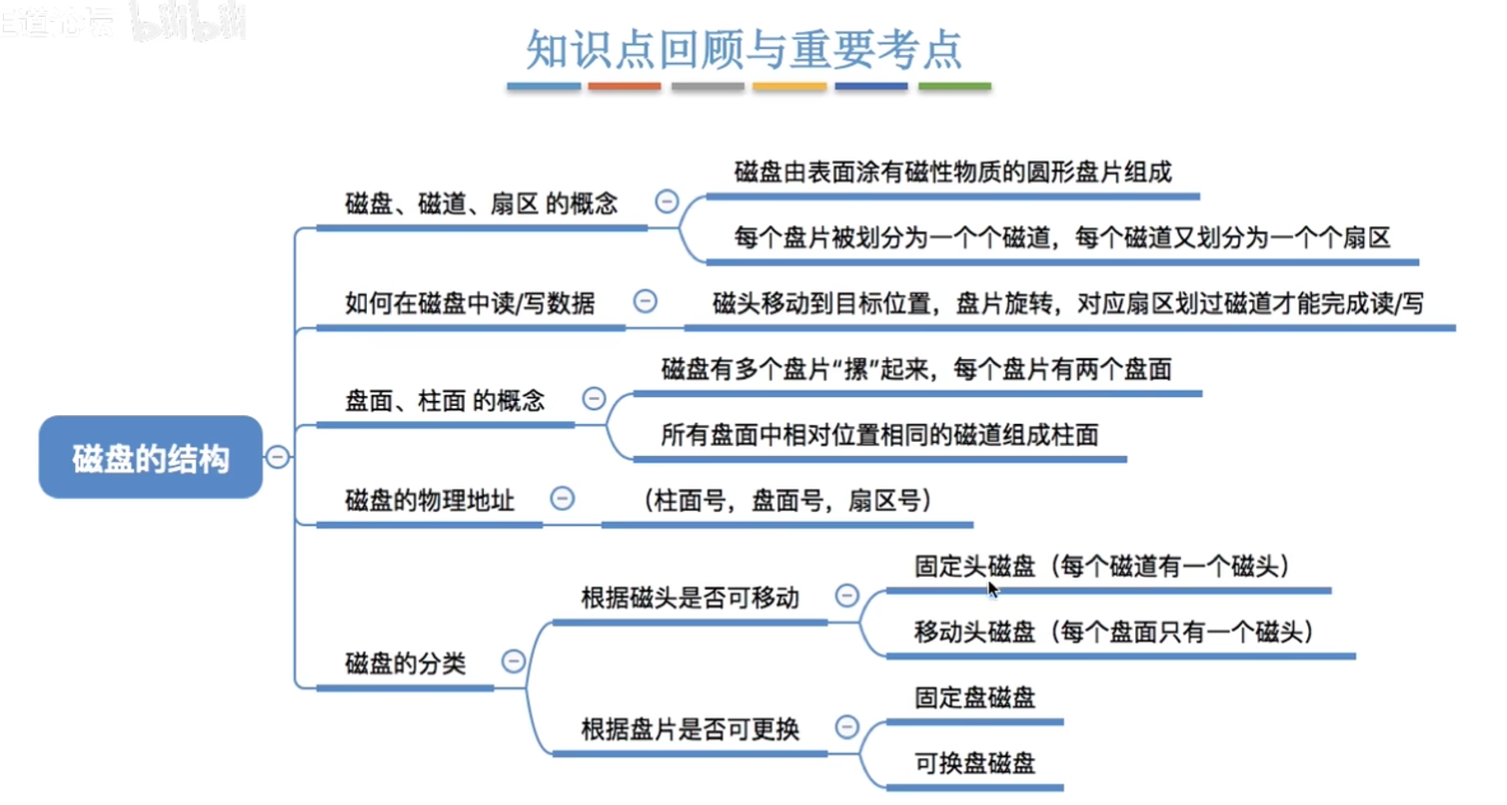 bilibili
知识点回顾与重要考点
磁盘的结构
磁盘、磁道、扇区 的概念
磁盘由表面涂有磁性物质的圆形盘片组成
每个盘片被划分为一个个磁道，每个磁道又划分为一个个扇区
如何在磁盘中读/写数据
磁头移动到目标位置，盘片旋转，对应扇区划过磁道才能完成读/写
盘面、柱面 的概念
磁盘有多个盘片“摞”起来，每个盘片有两个盘面
所有盘面中相对位置相同的磁道组成柱面
磁盘的物理地址
（柱面号，盘面号，扇区号）
磁盘的分类
根据磁头是否可移动
固定头磁盘（每个磁道有一个磁头）
移动头磁盘（每个盘面只有一个磁头）
根据盘片是否可更换
固定盘磁盘
可换盘磁盘